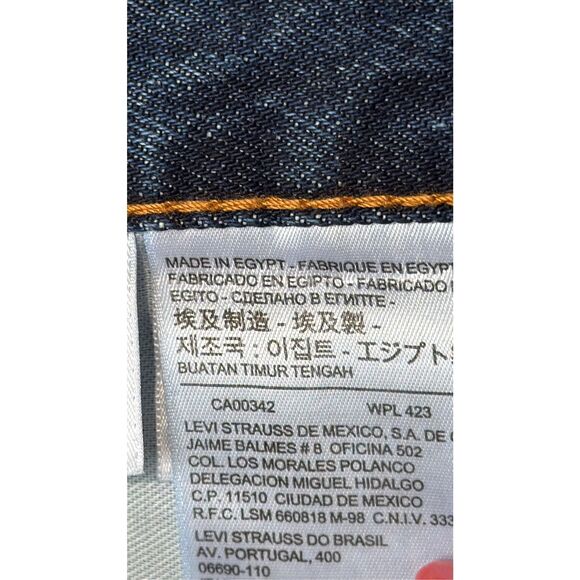 MADE IN EGYPT - FABRIQUE EN EGYPT
FABRICADO EN EGIPTO - FABRICADO
EGITO - СДЕЛАНО В ЕГИПТЕ -
埃及制造 - 埃及製 -
제조국 : 이집트 - エジプト
BUATAN TIMUR TENGAH
CA00342 WPL 423
LEVI STRAUSS DE MEXICO, S.A. DE
JAIME BALMES # 8 OFICINA 502
COL. LOS MORALES POLANCO
DELEGACION MIGUEL HIDALGO
C.P. 11510 CIUDAD DE MEXICO
R.F.C. LSM 660818 M-98 C.N.I.V. 333
LEVI STRAUSS DO BRASIL
AV. PORTUGAL, 400
06690-110